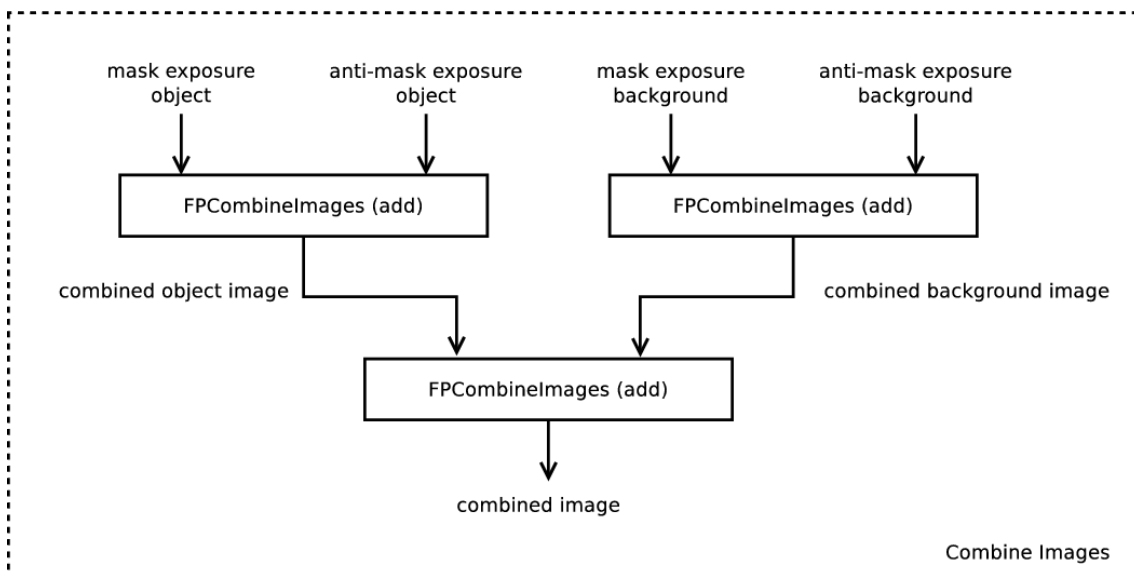 mask exposure
object
anti-mask exposure
object
mask exposure
background
anti-mask exposure
background
FPCombineImages (add)
FPCombineImages (add)
combined object image
combined background image
FPCombineImages (add)
combined image
Combine Images